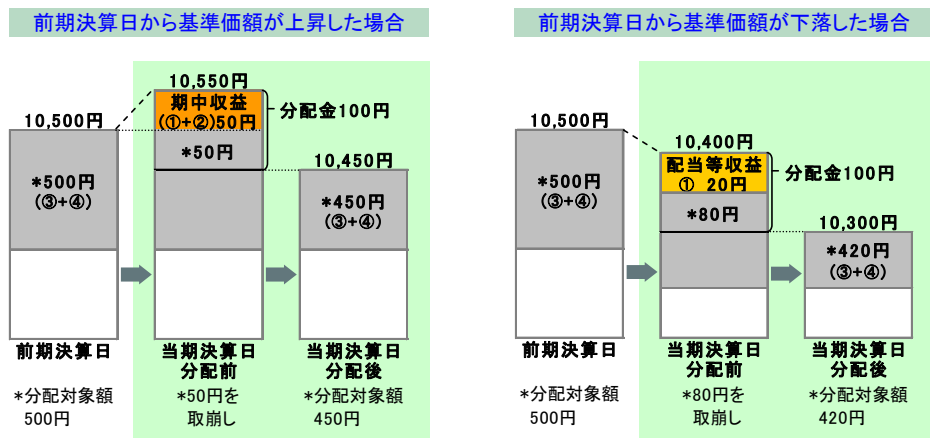 前期決算日から基準価額が上昇した場合
10,550円
期中収益
(①+②)50円
分配金100円
10,500円
*50円
10,450円
*500円
(③+④)
*450円
(③+④)
前期決算日
当期決算日
分配前
当期決算日
分配後
*分配対象額
500円
*50円を
取崩し
*分配対象額
450円
前期決算日から基準価額が下落した場合
10,500円
10,400円
配当等収益
① 20円
分配金100円
*500円
(③+④)
*80円
10,300円
*420円
(③+④)
前期決算日
当期決算日
分配前
当期決算日
分配後
*分配対象額
500円
*80円を
取崩し
*分配対象額
420円